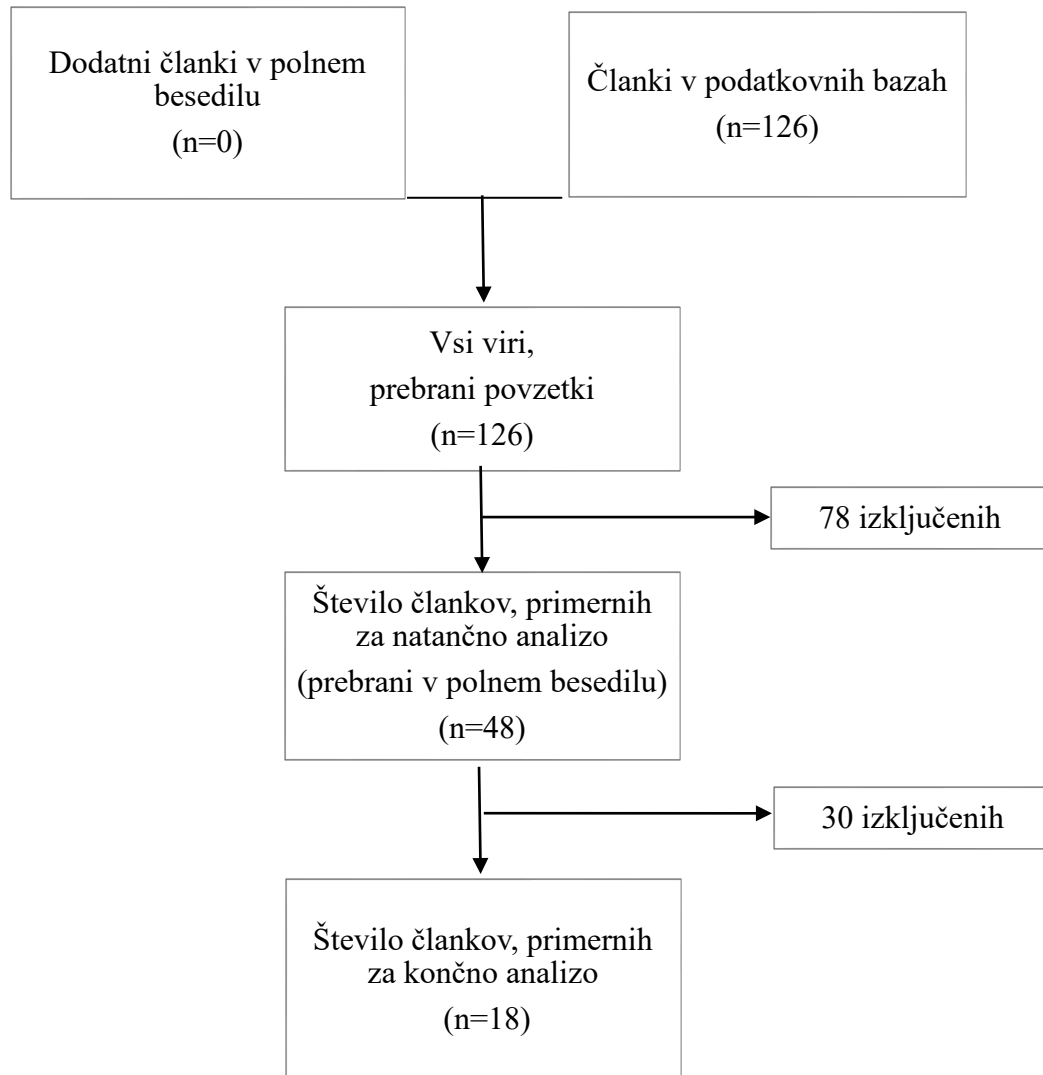 Dodatni članki v polnem
besedilu
(n=0)
Članki v podatkovnih bazah
(n=126)
Vsi viri,
prebrani povzetki
(n=126)
78 izključenih
Število člankov, primernih
za natančno analizo
(prebrani v polnem besedilu)
(n=48)
30 izključenih
Število člankov, primernih
za končno analizo
(n=18)